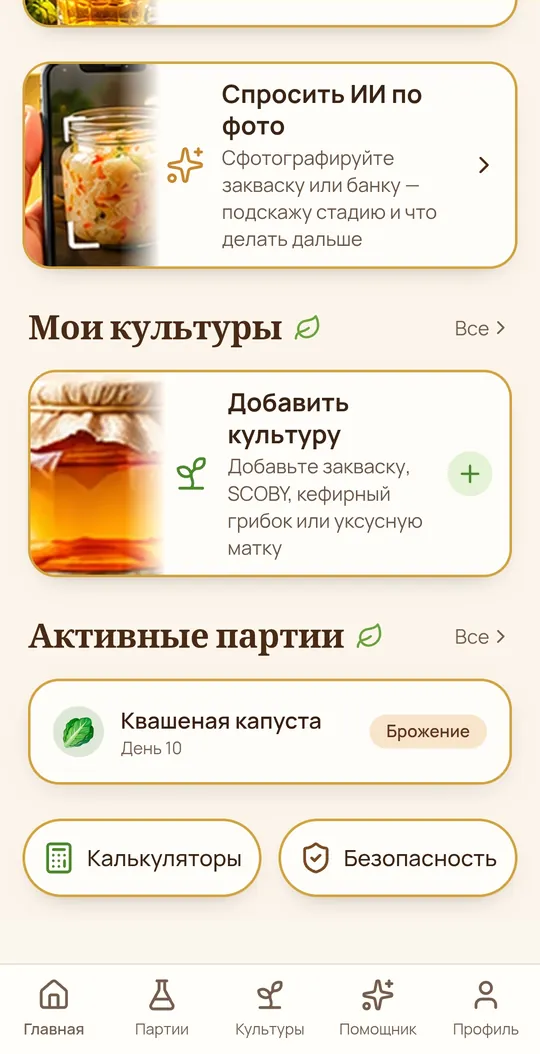 Спросить ИИ по
фото
Сфотографируйте
закваску или банку —
подскажу стадию и что
делать дальше
Мои культуры
Все
Добавить
культуру
Добавьте закваску,
SCOBY, кефирный
грибок или уксусную
матку
Активные партии
Все
Квашеная капуста
День 10
Брожение
Калькуляторы
Безопасность
Главная
Партии
Культуры
Помощник
Профиль